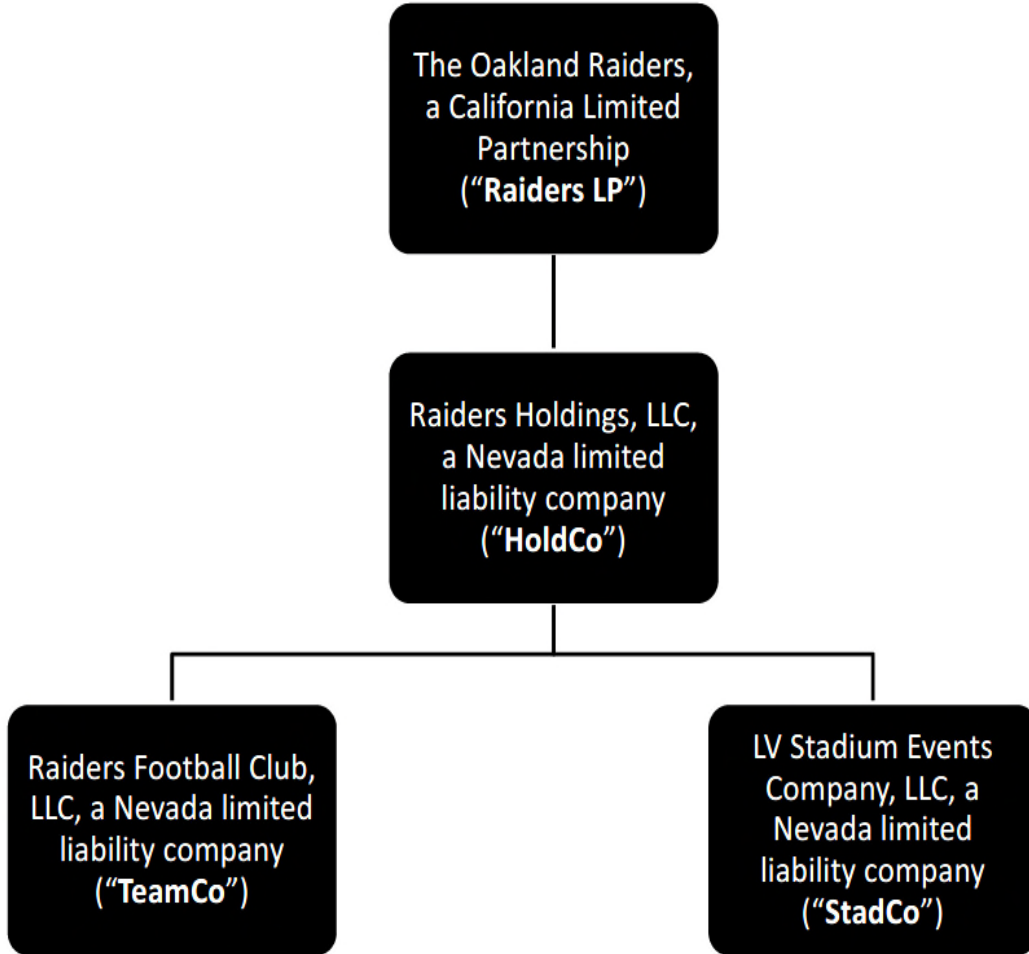 The Oakland Raiders,
a California Limited
Partnership
(“Raiders LP”)
Raiders Holdings, LLC,
a Nevada limited
liability company
(“HoldCo”)
Raiders Football Club,
LLC, a Nevada limited
liability company
(“TeamCo”)
LV Stadium Events
Company, LLC, a
Nevada limited
liability company
(“StadCo”)